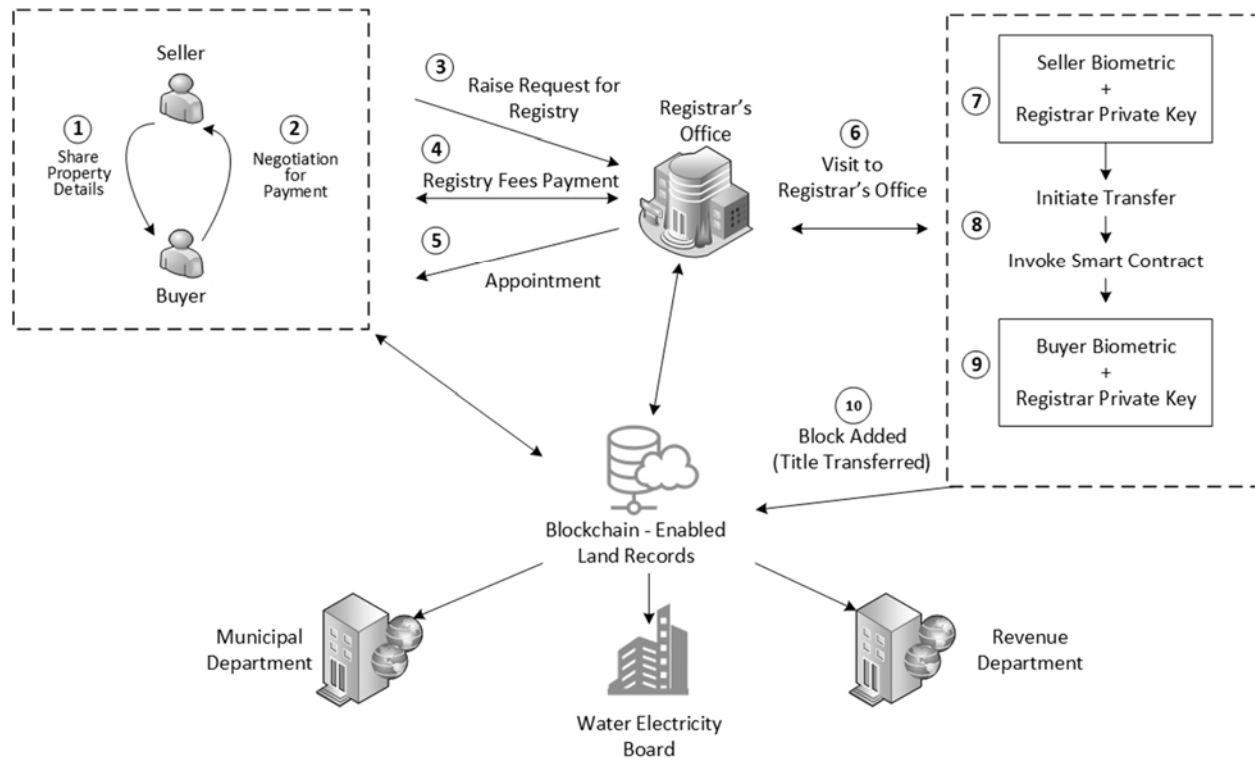 Seller
1
Share
Property
Details
2
Negotiation
for
Payment
Buyer
3
Raise Request for
Registry
4
Registry Fees Payment
5
Appointment
Registrar's
Office
6
Visit to
Registrar's Office
7
Seller Biometric
+
Registrar Private Key
Initiate Transfer
8
Invoke Smart Contract
9
Buyer Biometric
+
Registrar Private Key
10
Block Added
(Title Transferred)
Blockchain - Enabled
Land Records
Municipal
Department
Water Electricity
Board
Revenue
Department